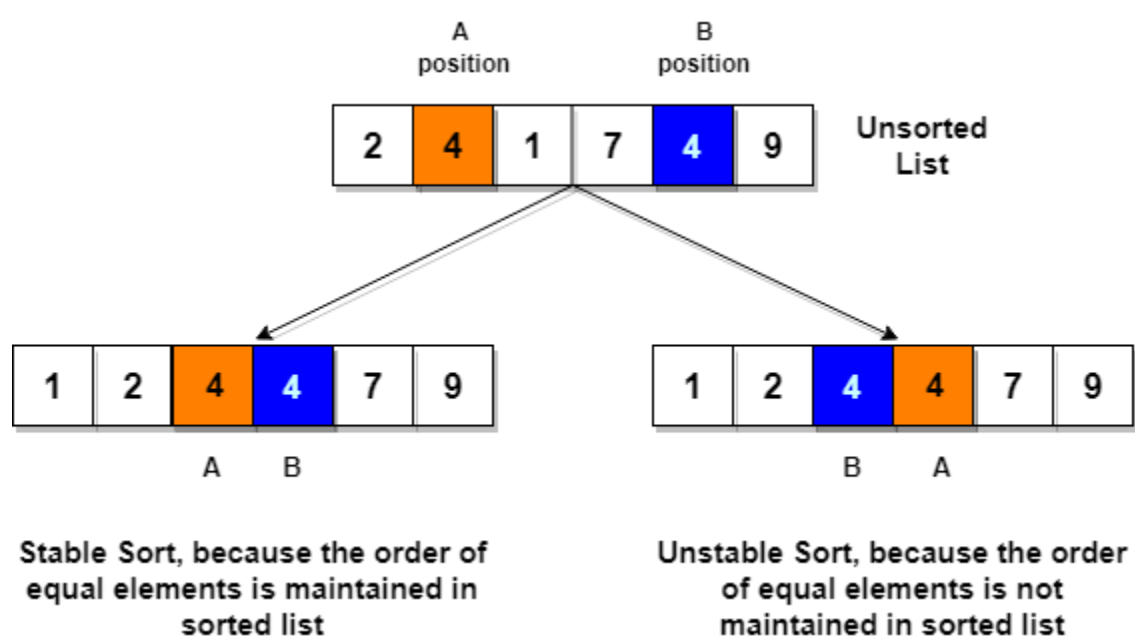 A
position
B
position
2 4 1 7 4 9
Unsorted
List
1 2 4 4 7 9
A B
1 2 4 4 7 9
B A
Stable Sort, because the order of
equal elements is maintained in
sorted list
Unstable Sort, because the order
of equal elements is not
maintained in sorted list